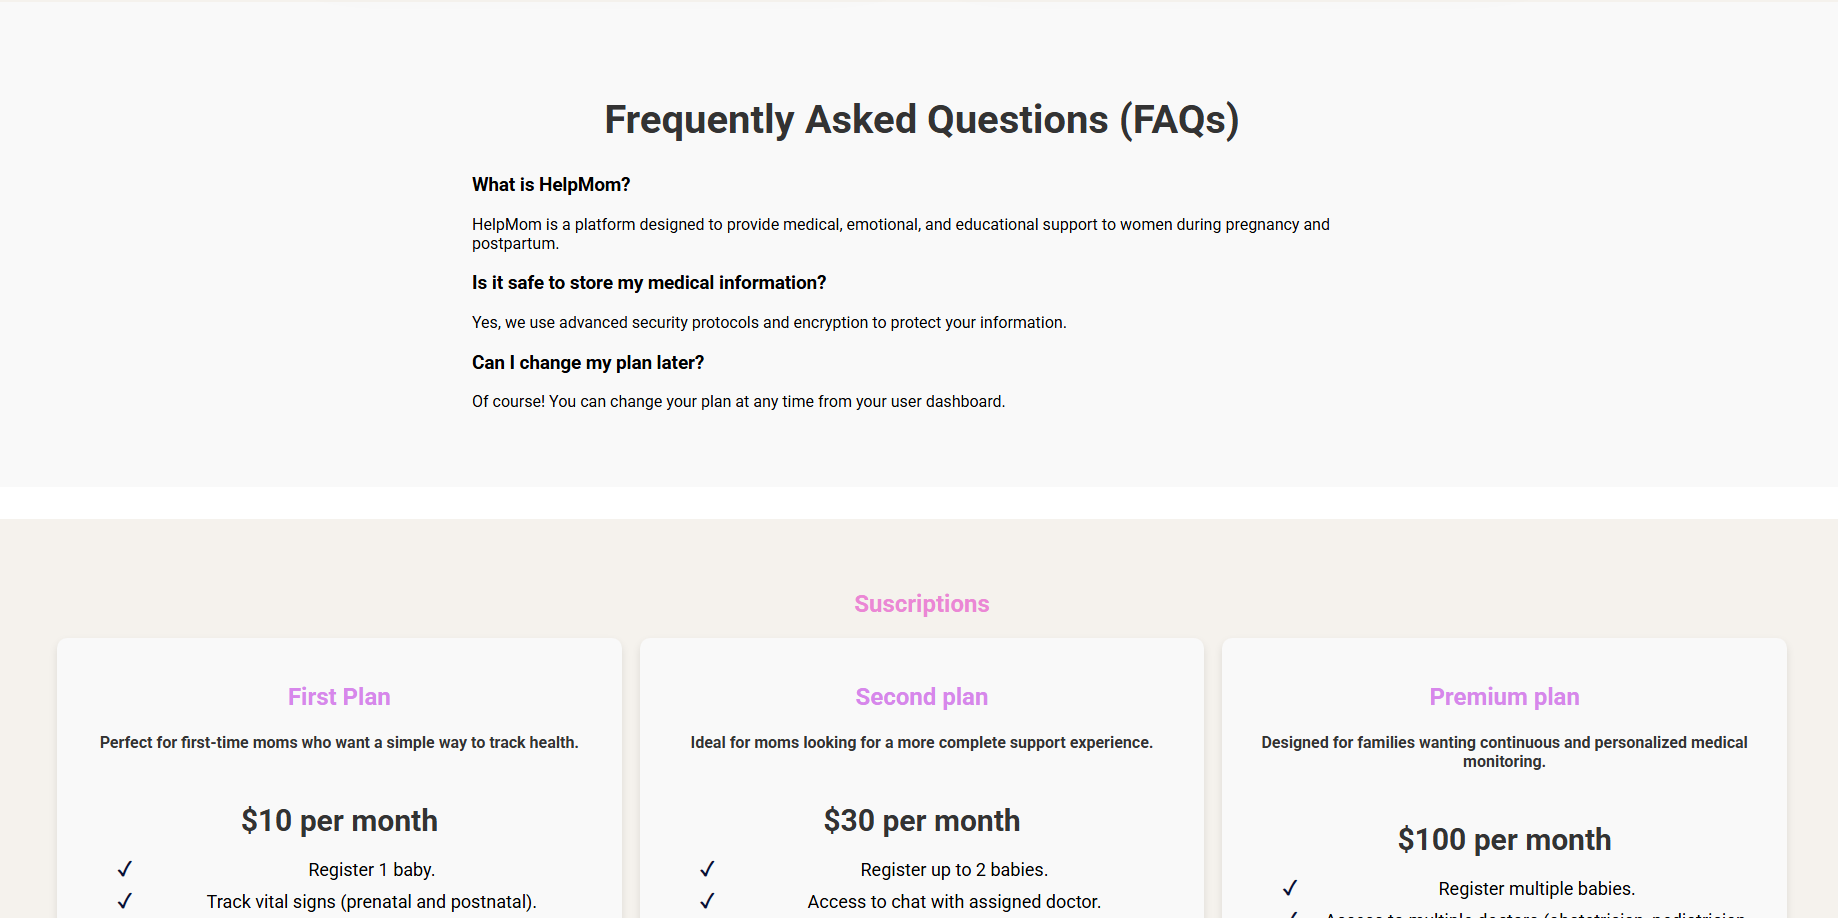 Frequently Asked Questions (FAQs)
What is HelpMom?
HelpMom is a platform designed to provide medical, emotional, and educational support to women during pregnancy and
postpartum.
Is it safe to store my medical information?
Yes, we use advanced security protocols and encryption to protect your information.
Can I change my plan later?
Of course! You can change your plan at any time from your user dashboard.
Suscriptions
First Plan
Perfect for first-time moms who want a simple way to track health.
$10 per month
✓ Register 1 baby.
✓ Track vital signs (prenatal and postnatal).
Second plan
Ideal for moms looking for a more complete support experience.
$30 per month
✓ Register up to 2 babies.
✓ Access to chat with assigned doctor.
Premium plan
Designed for families wanting continuous and personalized medical
monitoring.
$100 per month
✓ Register multiple babies.
✓ Access to multiple doctors (obstetrician, pediatrician,